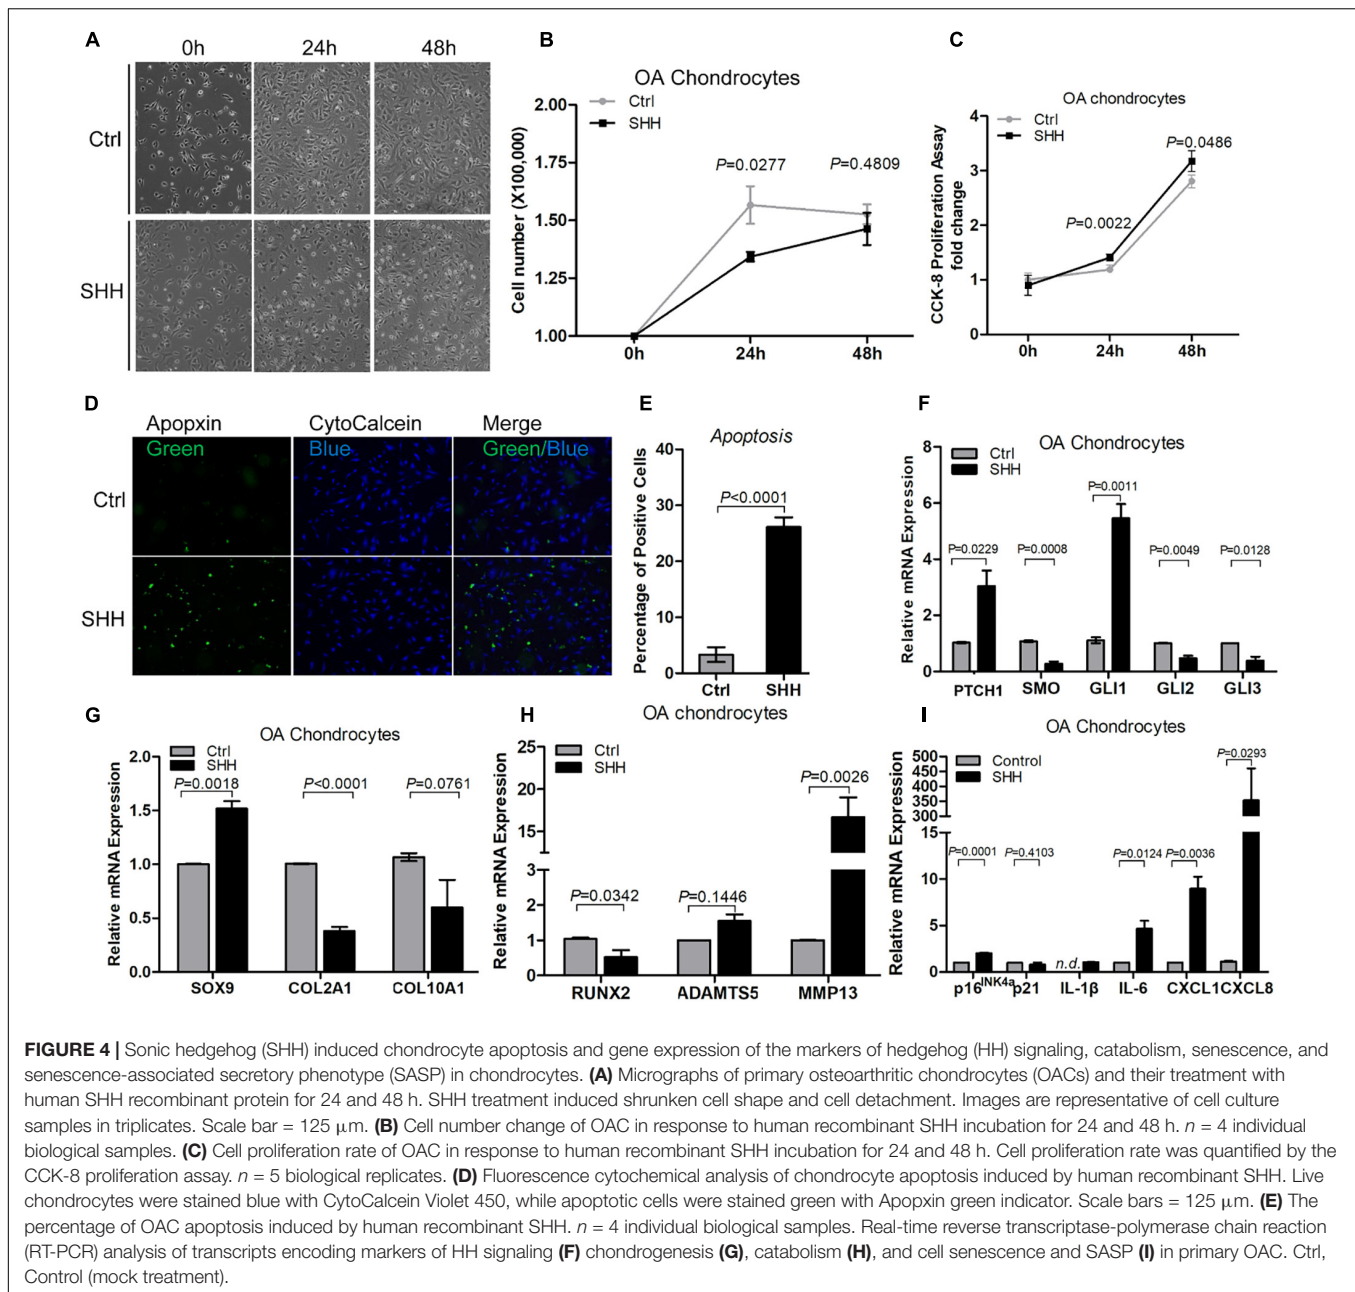 A
0h
24h
48h
Ctrl
SHH
B
OA Chondrocytes
Ctrl
SHH
Cell number (X100,000)
2.00
1.75
1.50
1.25
1.00
P=0.0277
P=0.4809
0h
24h
48h
C
OA chondrocytes
Ctrl
SHH
CCK-8 Proliferation Assay
fold change
4
3
2
1
0
P=0.0486
P=0.0022
0h
24h
48h
D
Apopxin
CytoCalcein
Merge
Green
Blue
Green/Blue
Ctrl
SHH
E
Apoptosis
Percentage of Positive Cells
40
30
20
10
0
P<0.0001
Ctrl
SHH
F
OA Chondrocytes
Ctrl
SHH
Relative mRNA Expression
8
6
4
2
0
P=0.0229
P=0.0008
P=0.0011
P=0.0049
P=0.0128
PTCH1
SMO
GLI1
GLI2
GLI3
G
OA Chondrocytes
Ctrl
SHH
Relative mRNA Expression
2.0
1.5
1.0
0.5
0.0
P=0.0018
P<0.0001
P=0.0761
SOX9
COL2A1
COL10A1
H
OA chondrocytes
Ctrl
SHH
Relative mRNA Expression
25
20
15
10
3
2
1
0
P=0.0342
P=0.1446
P=0.0026
RUNX2
ADAMTS5
MMP13
I
OA Chondrocytes
Control
SHH
Relative mRNA Expression
500
450
400
350
300
15
10
5
0
P=0.0001
P=0.4103
n.d.
P=0.0124
P=0.0036
P=0.0293
p16INK4a
p21
IL-1β
IL-6
CXCL1
CXCL8
FIGURE 4 | Sonic hedgehog (SHH) induced chondrocyte apoptosis and gene expression of the markers of hedgehog (HH) signaling, catabolism, senescence, and
senescence-associated secretory phenotype (SASP) in chondrocytes. (A) Micrographs of primary osteoarthritic chondrocytes (OACs) and their treatment with
human SHH recombinant protein for 24 and 48 h. SHH treatment induced shrunken cell shape and cell detachment. Images are representative of cell culture
samples in triplicates. Scale bar = 125 μm. (B) Cell number change of OAC in response to human recombinant SHH incubation for 24 and 48 h. n = 4 individual
biological samples. (C) Cell proliferation rate of OAC in response to human recombinant SHH incubation for 24 and 48 h. Cell proliferation rate was quantified by the
CCK-8 proliferation assay. n = 5 biological replicates. (D) Fluorescence cytochemical analysis of chondrocyte apoptosis induced by human recombinant SHH. Live
chondrocytes were stained blue with CytoCalcein Violet 450, while apoptotic cells were stained green with Apopxin green indicator. Scale bars = 125 μm. (E) The
percentage of OAC apoptosis induced by human recombinant SHH. n = 4 individual biological samples. Real-time reverse transcriptase-polymerase chain reaction
(RT-PCR) analysis of transcripts encoding markers of HH signaling (F) chondrogenesis (G), catabolism (H), and cell senescence and SASP (I) in primary OAC. Ctrl,
Control (mock treatment).